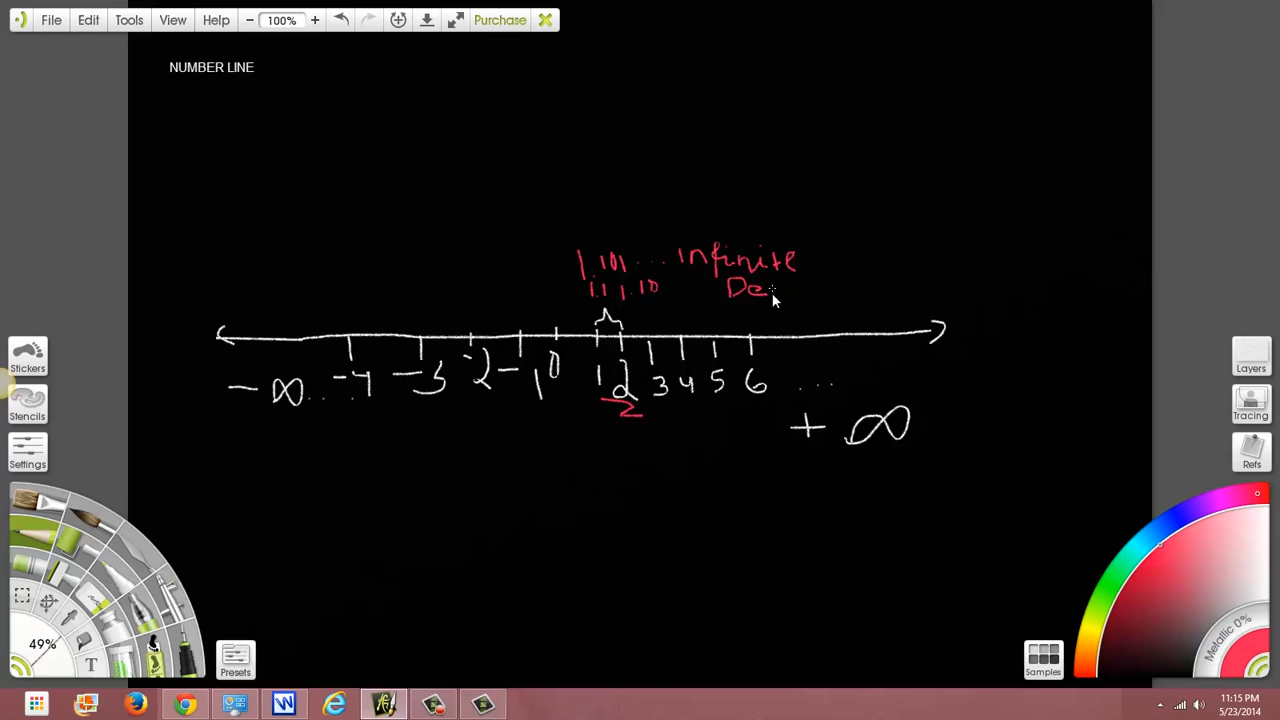 File Edit Tools View Help − 100% + Purchase
NUMBER LINE
1.101 ... Infinite
1.1 1.10 De
-∞ .... -4 -3 -2 -1 0 1 2 3 4 5 6 ...
+ ∞
Stickers
Stencils
Settings
49%
T
Presets
Layers
Tracing
Refs
Metallic 0%
Samples
11:15 PM
5/23/2014